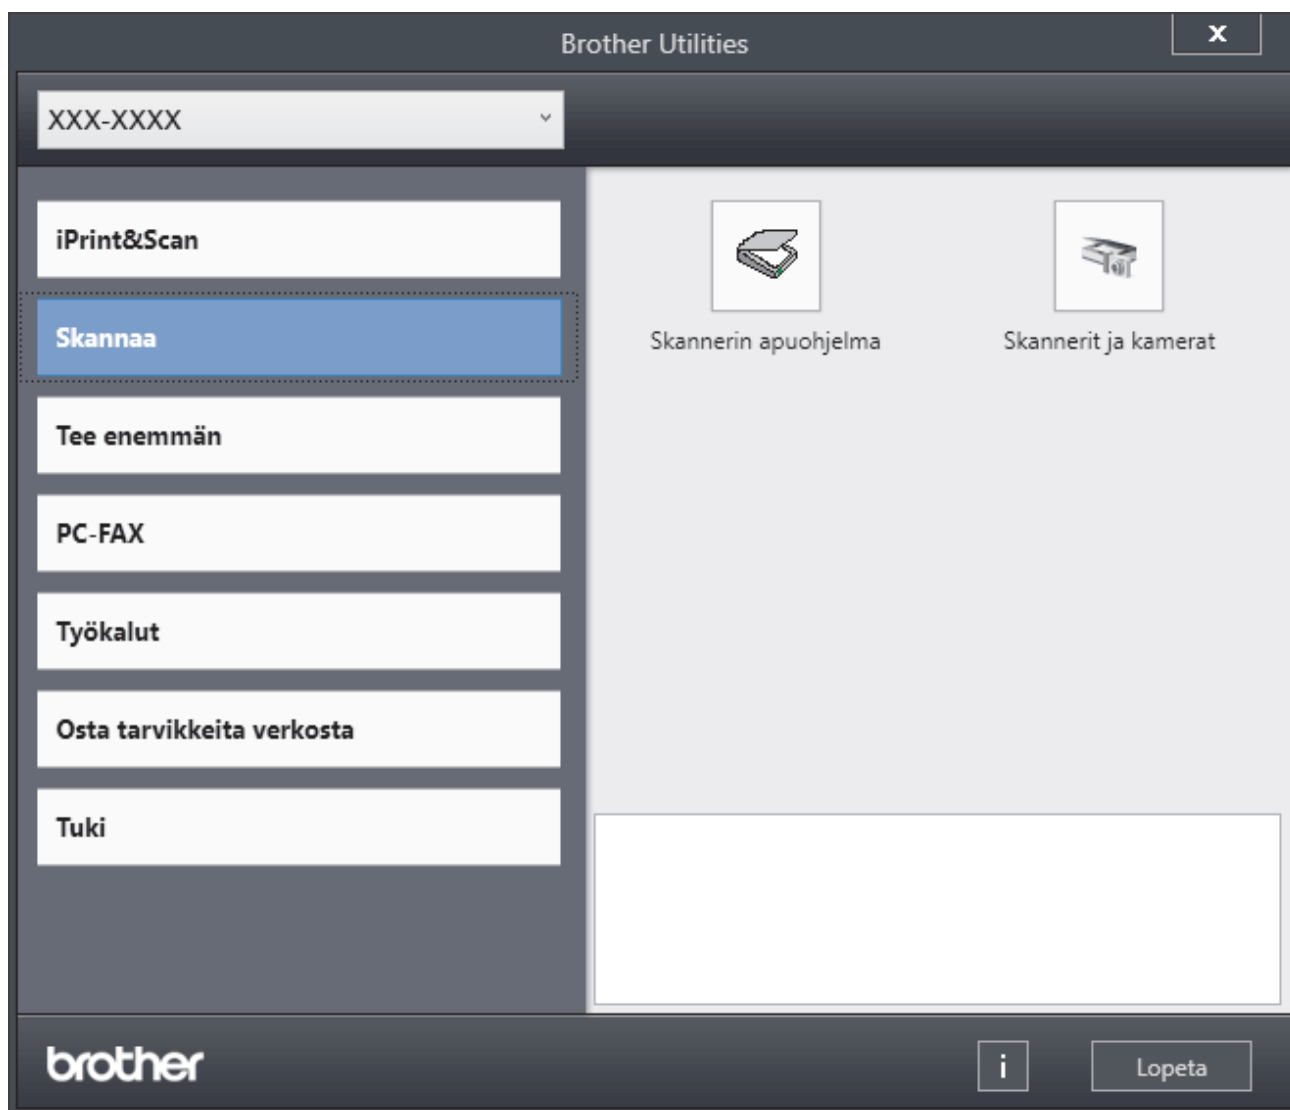 Brother Utilities
X
XXX-XXXX
iPrint&Scan
Skannaa
Tee enemmän
PC-FAX
Työkalut
Osta tarvikkeita verkosta
Tuki
Skannerin apuohjelma
Skannerit ja kamerat
brother
i
Lopeta